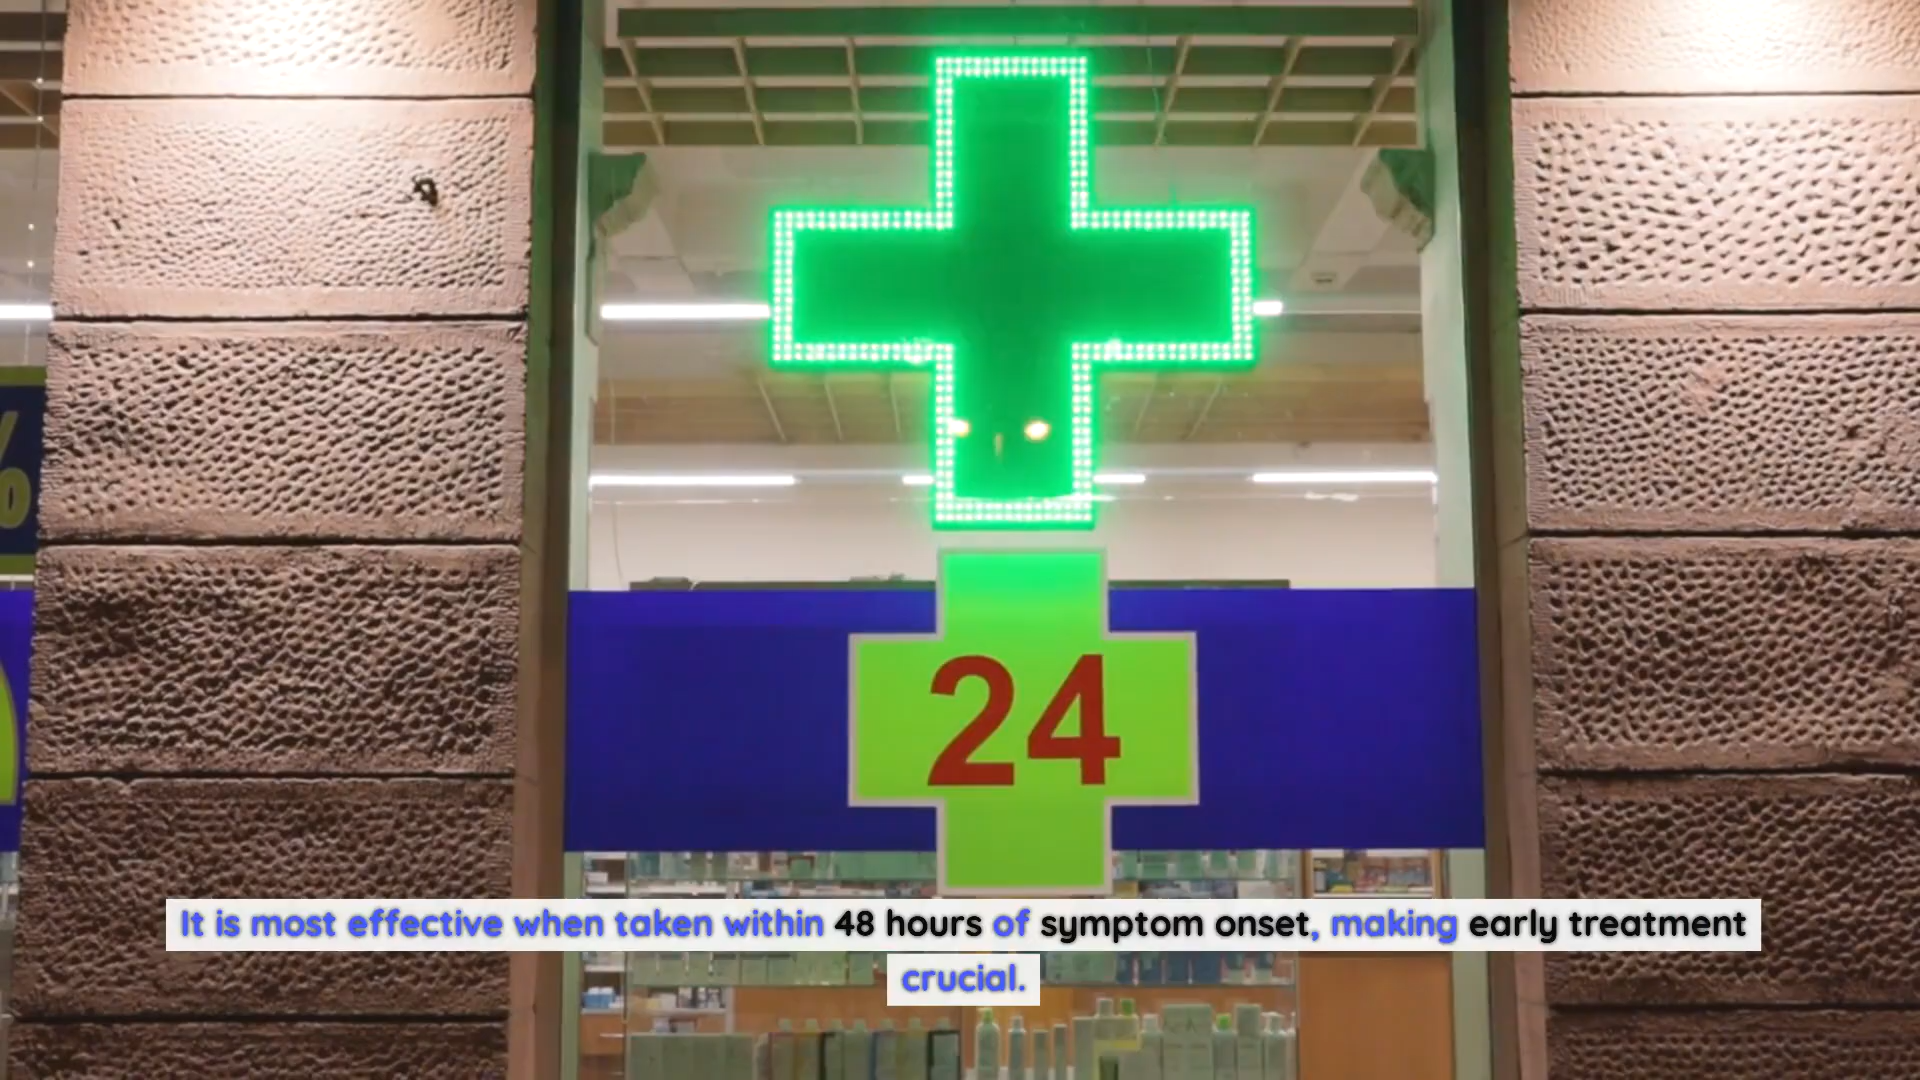 %
24
It is most effective when taken within 48 hours of symptom onset, making early treatment
crucial.